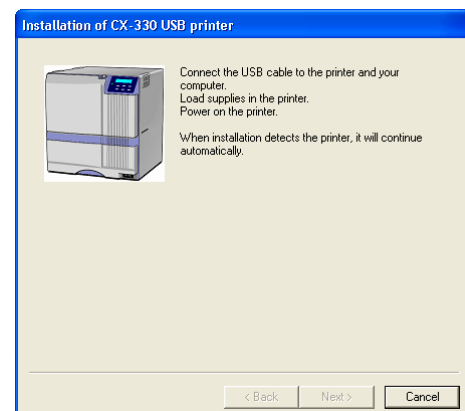 Installation of CX-330 USB printer
Connect the USB cable to the printer and your
computer.
Load supplies in the printer.
Power on the printer.
When installation detects the printer, it will continue
automatically.
< Back
Next >
Cancel